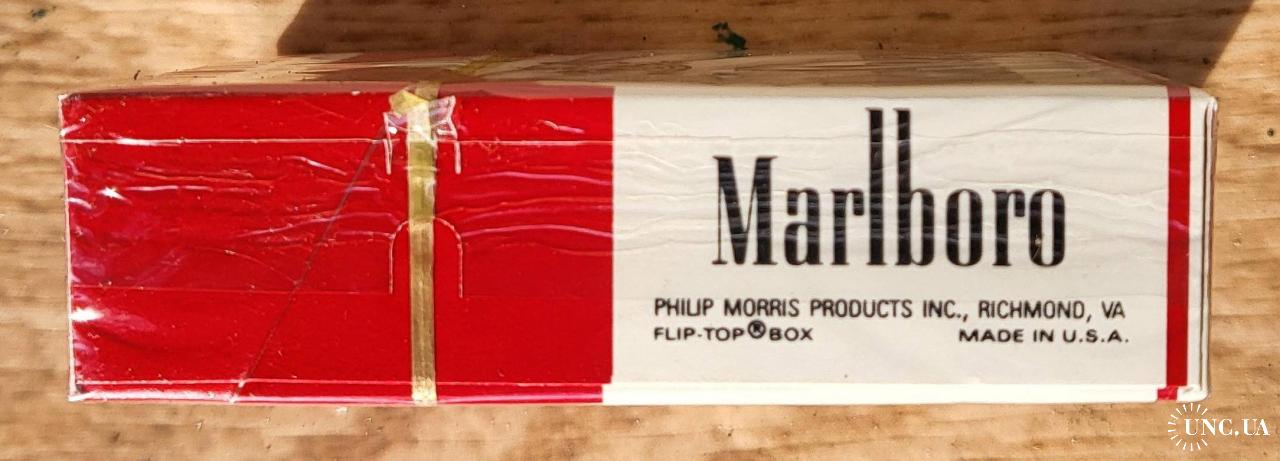 Marlboro
PHILIP MORRIS PRODUCTS INC., RICHMOND, VA
FLIP-TOP® BOX MADE IN U.S.A.
UNC.UA